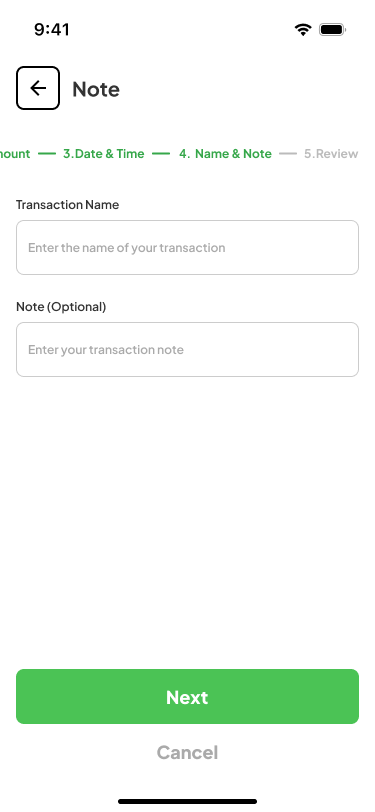 9:41
Note
3.Date & Time 4. Name & Note 5.Review
Transaction Name
Enter the name of your transaction
Note (Optional)
Enter your transaction note
Next
Cancel